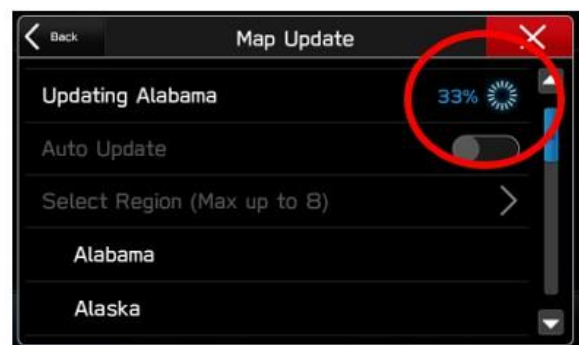 Back
Map Update
Updating Alabama
33%
Auto Update
Select Region (Max up to 8)
Alabama
Alaska